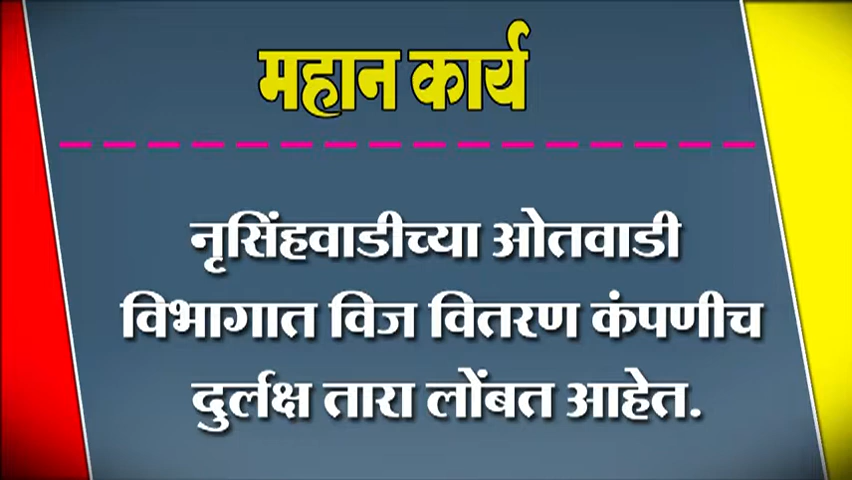 महान कार्य
नृसिंहवाडीच्या ओतवाडी
विभागात विज वितरण कंपणीच
दुर्लक्ष तारा लोंबत आहेत.